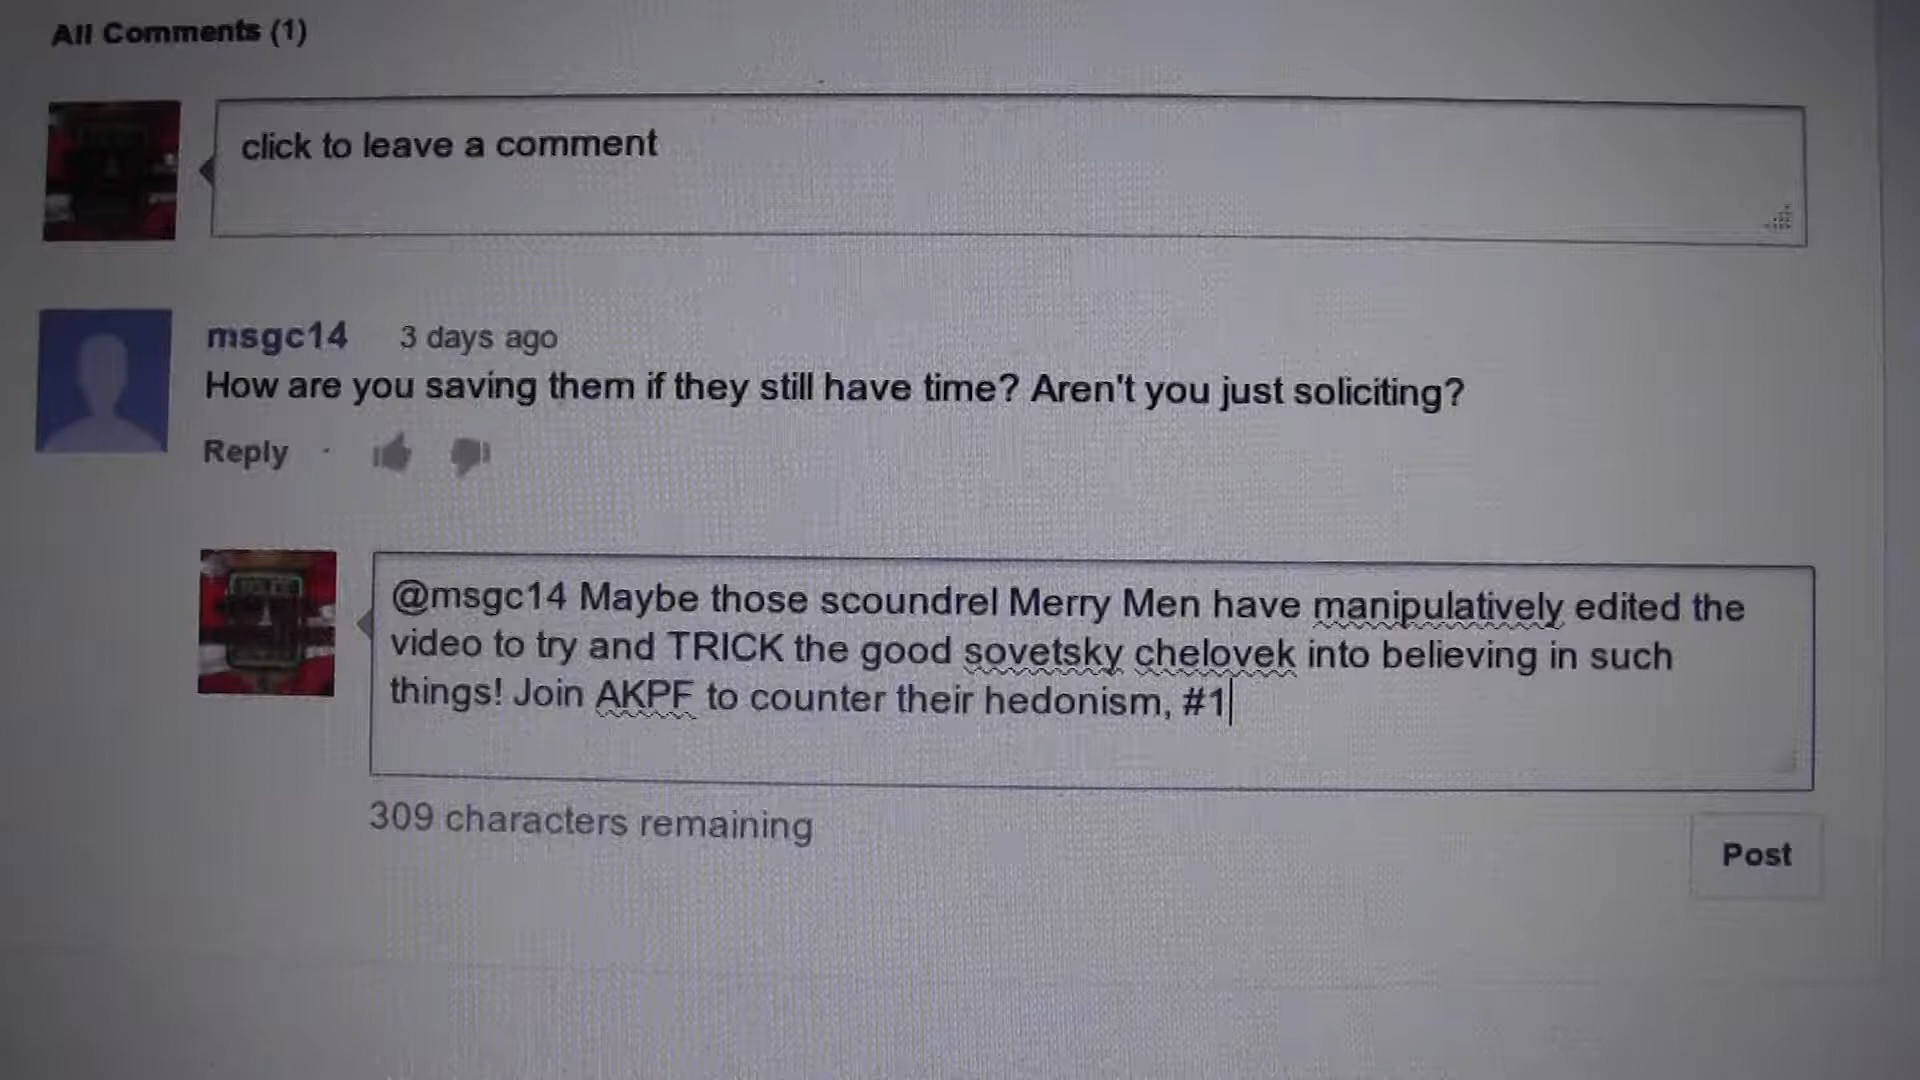 All Comments (1)
click to leave a comment
msgc14 3 days ago
How are you saving them if they still have time? Aren't you just soliciting?
Reply ·
@msgc14 Maybe those scoundrel Merry Men have manipulatively edited the
video to try and TRICK the good sovetsky chelovek into believing in such
things! Join AKPF to counter their hedonism, #1
309 characters remaining
Post